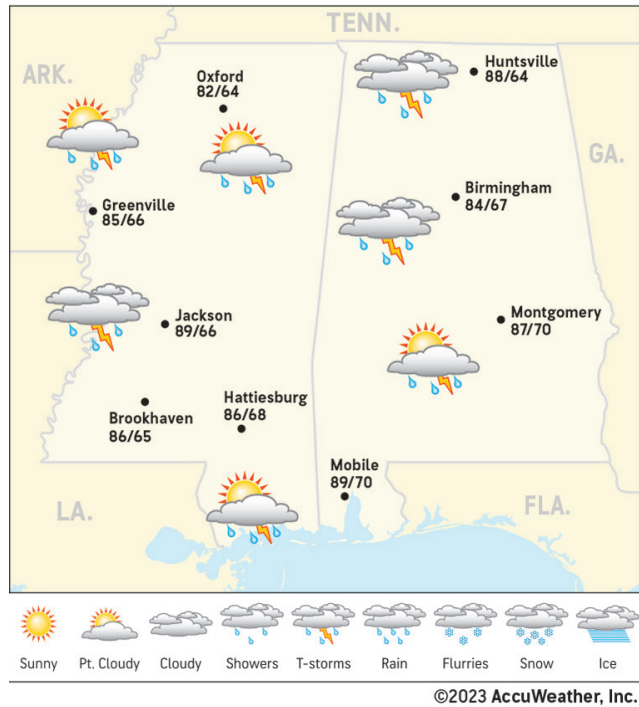 TENN.
ARK.
GA.
LA.
FLA.
Oxford
82/64
Huntsville
88/64
Greenville
85/66
Birmingham
84/67
Jackson
89/66
Montgomery
87/70
Brookhaven
86/65
Hattiesburg
86/68
Mobile
89/70
Sunny Pt. Cloudy Cloudy Showers T-storms Rain Flurries Snow Ice
©2023 AccuWeather, Inc.